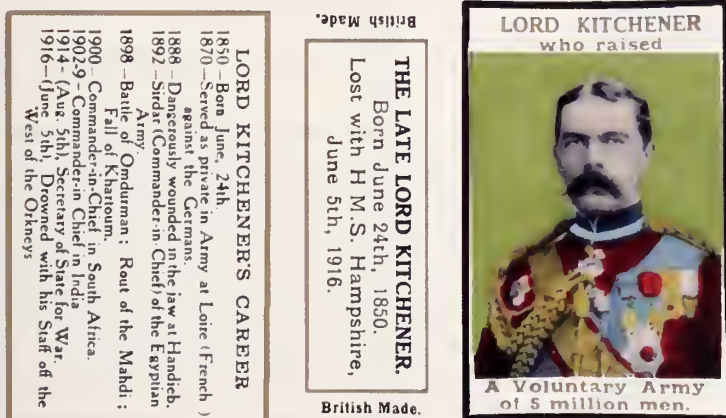 LORD KITCHENER'S CAREER
1850 — Born June, 24th.
1870—Served as private in Army at Loire (French )
against the Germans.
1888 — Dangerously wounded in the jaw at Handieb.
1892 — Sirdar (Commander-in-Chief) of the Egyptian
Army.
1898 —Battle of Omdurman ; Rout of the Mahdi ;
Fall of Khartoum.
1900 — Commander-in-Chief in South Africa.
1902-9 — Commander-in Chief in India
1914- (Aug. 5th), Secretary of State for War.
1916—(June 5th), Drowned with his Staff off the
West of the Orkneys
British Made.
THE LATE LORD KITCHENER.
Born June 24th, 1850.
Lost with H M.S. Hampshire,
June 5th, 1916.
British Made.
LORD KITCHENER
who raised
A Voluntary Army
of 5 million men.